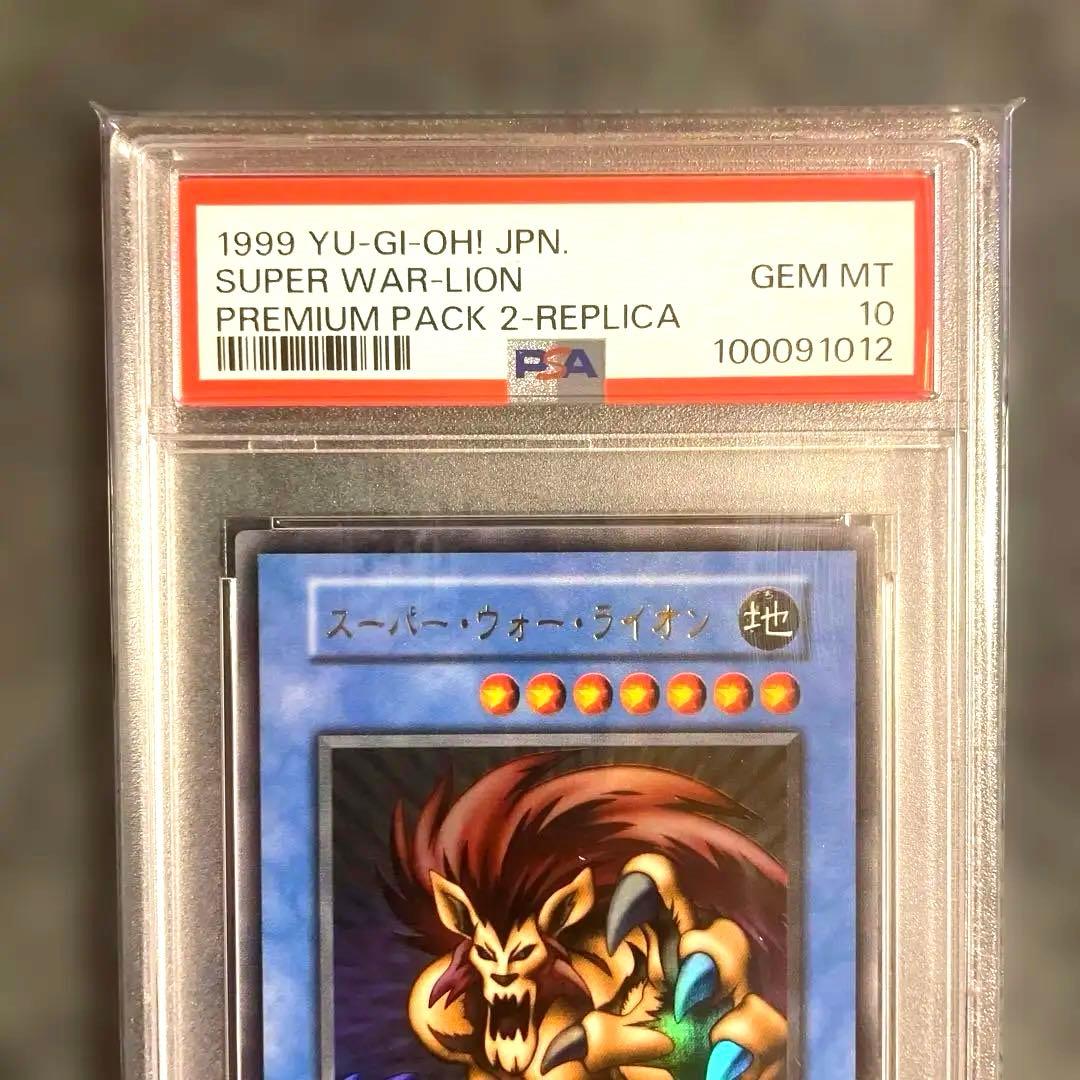 1999 YU-GI-OH! JPN.
SUPER WAR-LION GEM MT
PREMIUM PACK 2-REPLICA 10
PSA 100091012
スーパー・ウォー・ライオン 地